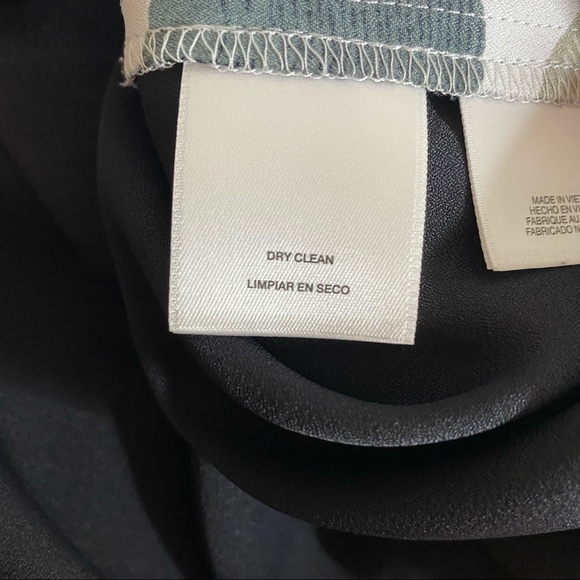 DRY CLEAN
LIMPIAR EN SECO
MADE IN
HECHO EN
FABRIQUE AU
FABRICADO